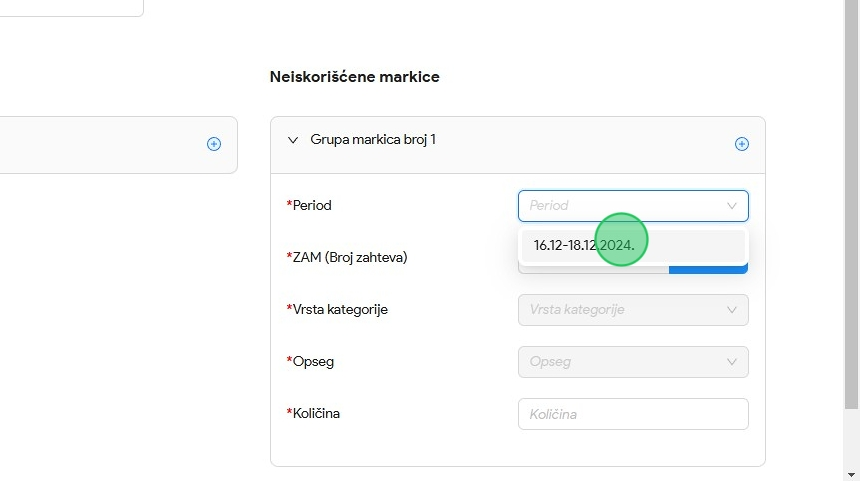 Neiskorišćene markice
Grupa markica broj 1
*Period
Period
16.12-18.12.2024.
*ZAM (Broj zahteva)
*Vrsta kategorije
Vrsta kategorije
*Opseg
Opseg
*Količina
Količina